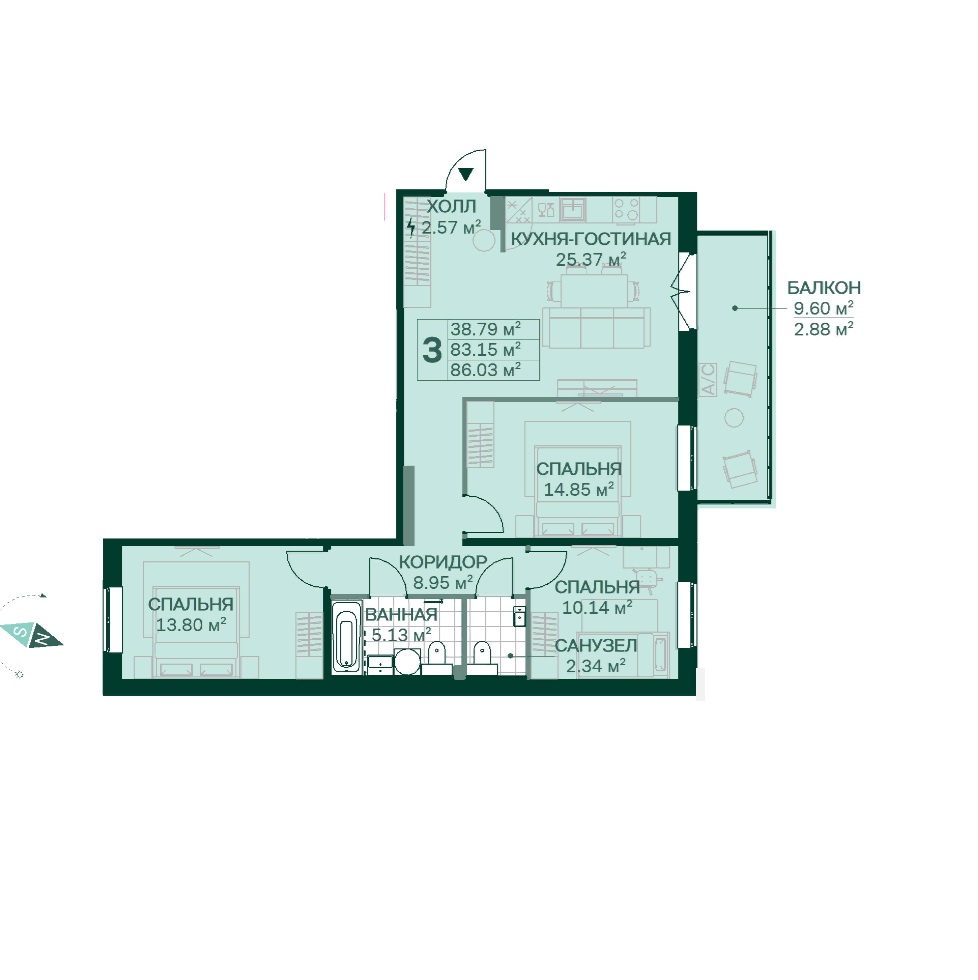 ХОЛЛ
2.57 м²
КУХНЯ-ГОСТИНАЯ
25.37 м²
БАЛКОН
9.60 м²
2.88 м²
3
38.79 м²
83.15 м²
86.03 м²
A/C
СПАЛЬНЯ
14.85 м²
КОРИДОР
8.95 м²
СПАЛЬНЯ
10.14 м²
СПАЛЬНЯ
13.80 м²
ВАННАЯ
5.13 м²
САНУЗЕЛ
2.34 м²
S
N